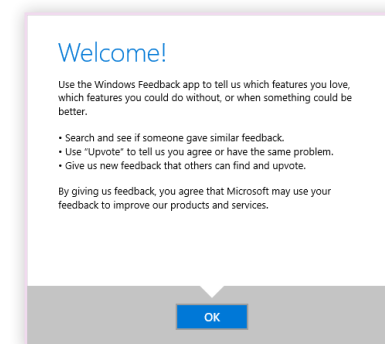 Welcome!
Use the Windows Feedback app to tell us which features you love,
which features you could do without, or when something could be
better.
• Search and see if someone gave similar feedback.
• Use "Upvote" to tell us you agree or have the same problem.
• Give us new feedback that others can find and upvote.
By giving us feedback, you agree that Microsoft may use your
feedback to improve our products and services.
OK